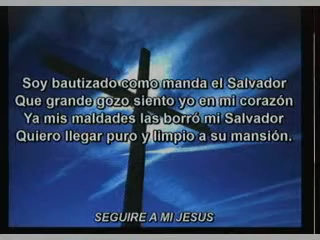 Soy bautizado como manda el Salvador
Que grande gozo siento yo en mi corazón
Ya mis maldades las borró mi Salvador
Quiero llegar puro y limpio a su mansión.
SEGUIRE A MI JESUS